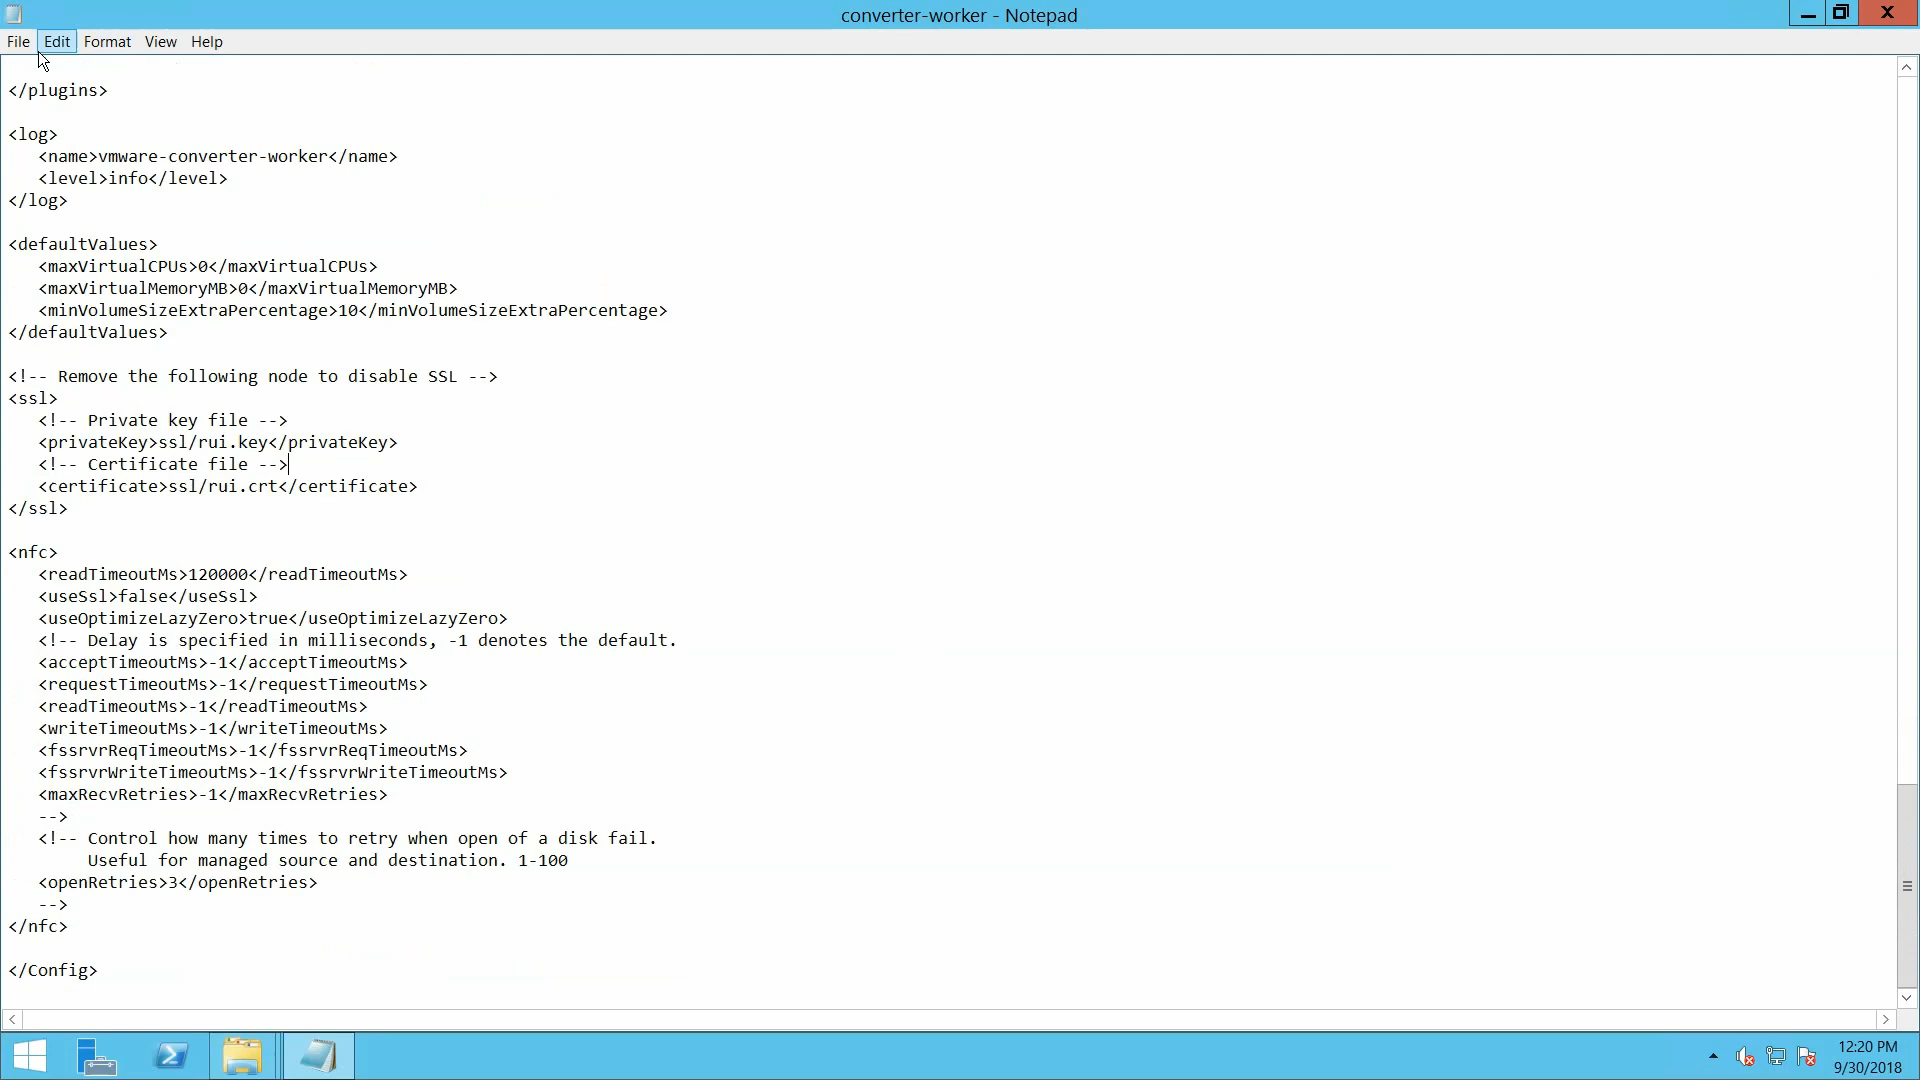 converter-worker - Notepad
File Edit Format View Help
</plugins>
<log>
<name>vmware-converter-worker</name>
<level>info</level>
</log>
<defaultValues>
<maxVirtualCPUs>0</maxVirtualCPUs>
<maxVirtualMemoryMB>0</maxVirtualMemoryMB>
<minVolumeSizeExtraPercentage>10</minVolumeSizeExtraPercentage>
</defaultValues>
<!-- Remove the following node to disable SSL -->
<ssl>
<!-- Private key file -->
<privateKey>ssl/rui.key</privateKey>
<!-- Certificate file -->
<certificate>ssl/rui.crt</certificate>
</ssl>
<nfc>
<readTimeoutMs>120000</readTimeoutMs>
<useSsl>false</useSsl>
<useOptimizeLazyZero>true</useOptimizeLazyZero>
<!-- Delay is specified in milliseconds, -1 denotes the default.
<acceptTimeoutMs>-1</acceptTimeoutMs>
<requestTimeoutMs>-1</requestTimeoutMs>
<readTimeoutMs>-1</readTimeoutMs>
<writeTimeoutMs>-1</writeTimeoutMs>
<fssrvrReqTimeoutMs>-1</fssrvrReqTimeoutMs>
<fssrvrWriteTimeoutMs>-1</fssrvrWriteTimeoutMs>
<maxRecvRetries>-1</maxRecvRetries>
-->
<!-- Control how many times to retry when open of a disk fail.
Useful for managed source and destination. 1-100
<openRetries>3</openRetries>
-->
</nfc>
</Config>
12:20 PM
9/30/2018